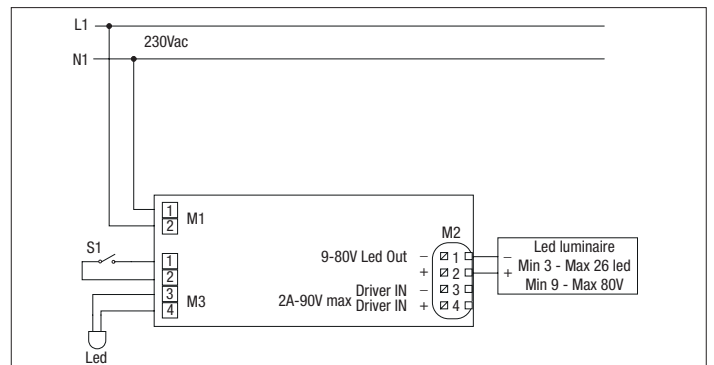 L1
230Vac
N1
1
2
M1
S1
1
2
3
4
M3
Led
M2
9-80V Led Out
− 1
+ 2
Driver IN − 3
2A-90V max
Driver IN + 4
−
+
Led luminaire
Min 3 - Max 26 led
Min 9 - Max 80V